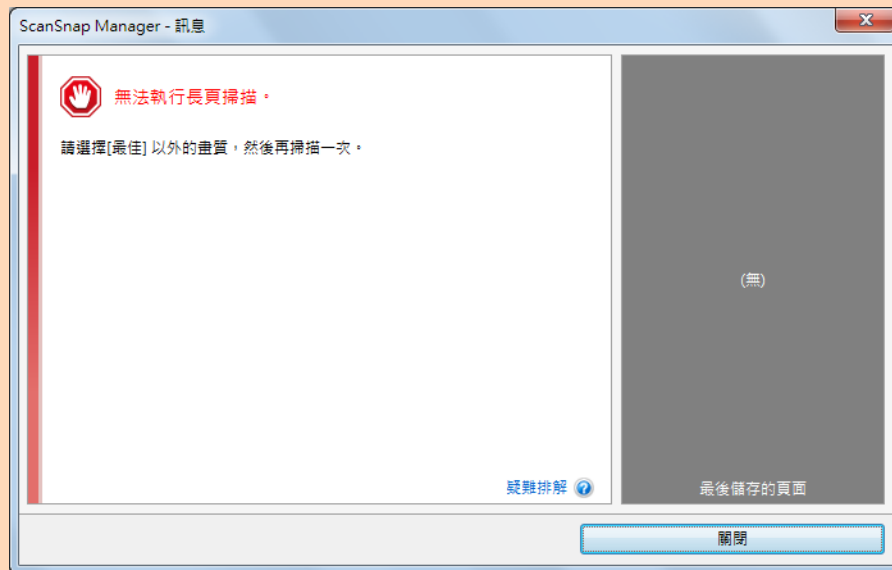 ScanSnap Manager - 訊息
無法執行長頁掃描。
請選擇[最佳] 以外的畫質，然後再掃描一次。
(無)
疑難排解
最後儲存的頁面
關閉